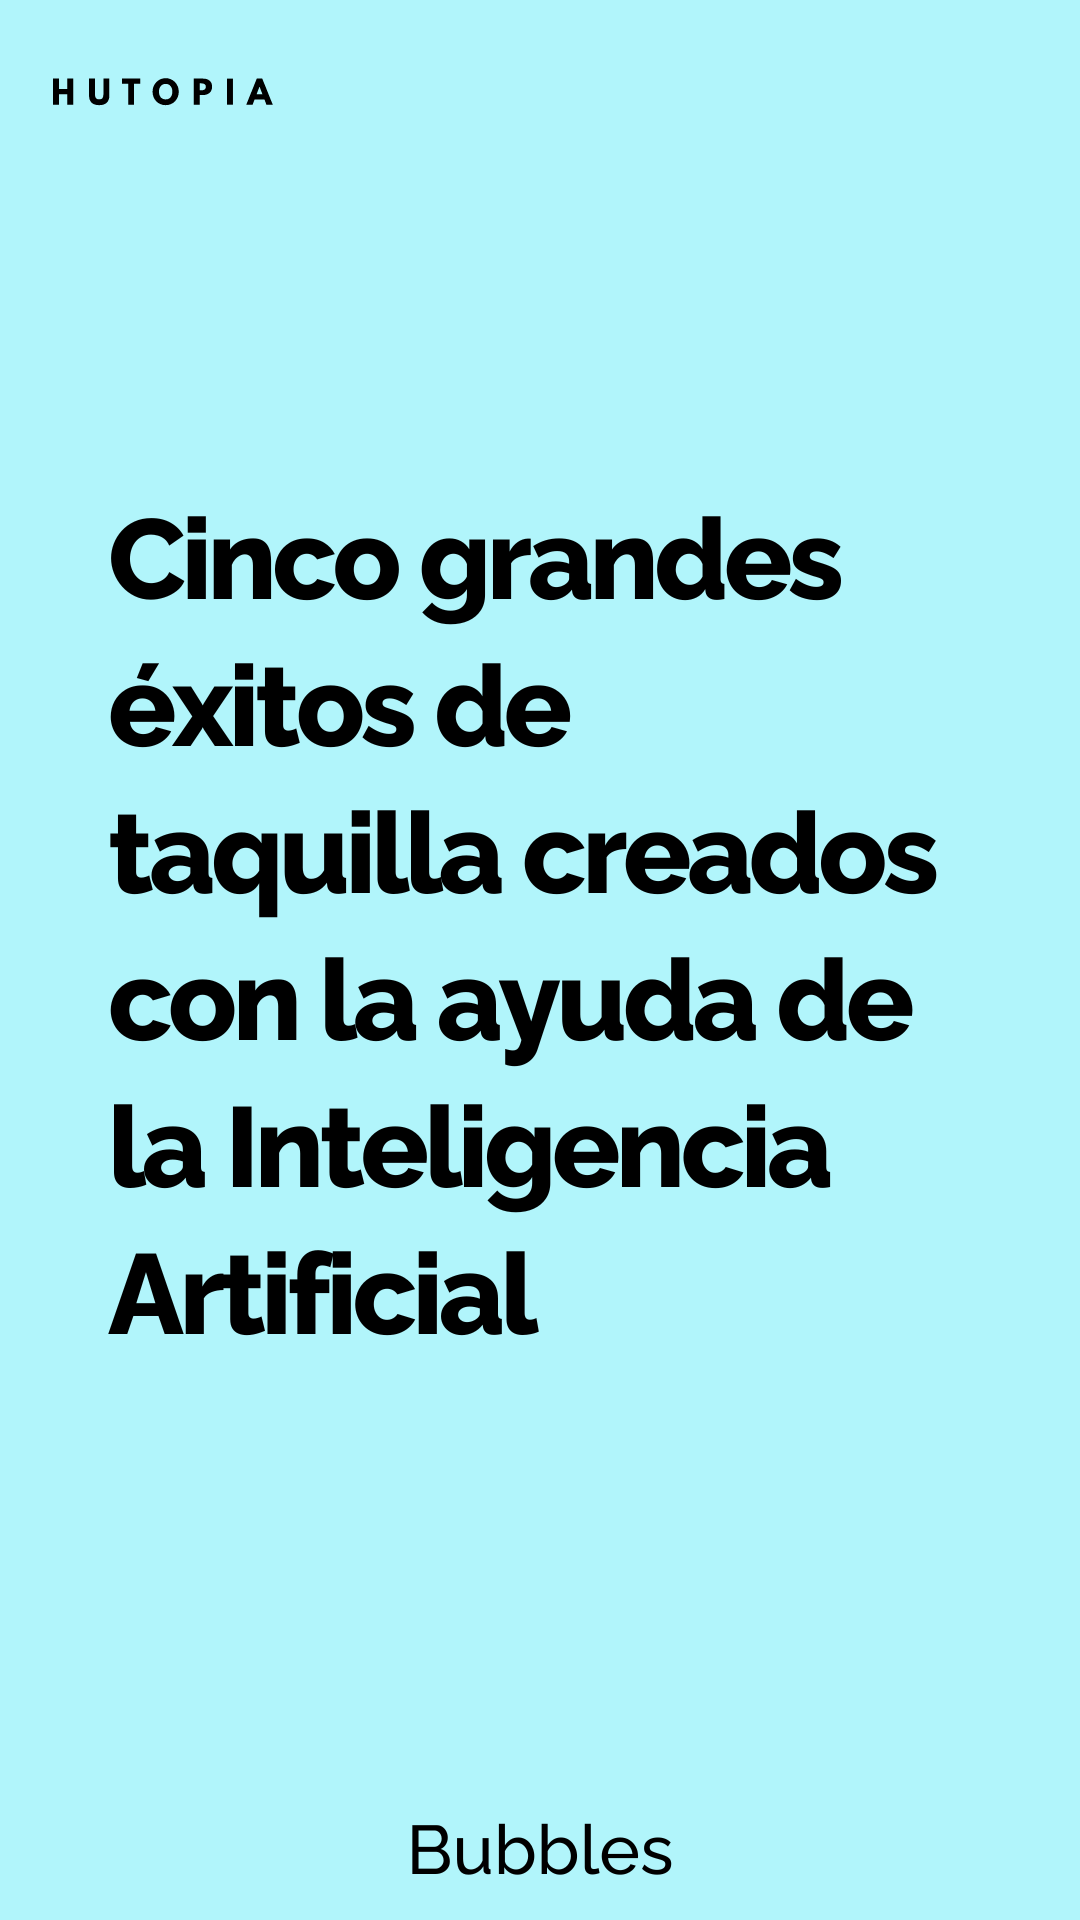 HUTOPIA
Cinco grandes
éxitos de
taquilla creados
con la ayuda de
la Inteligencia
Artificial
Bubbles